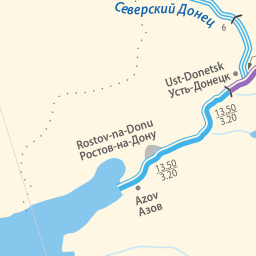 Северский Донец
6
Ust-Donetsk
Усть-Донецк
13.50
3.20
Rostov-na-Donu
Ростов-на-Дону
13.50
3.20
Azov
Азов